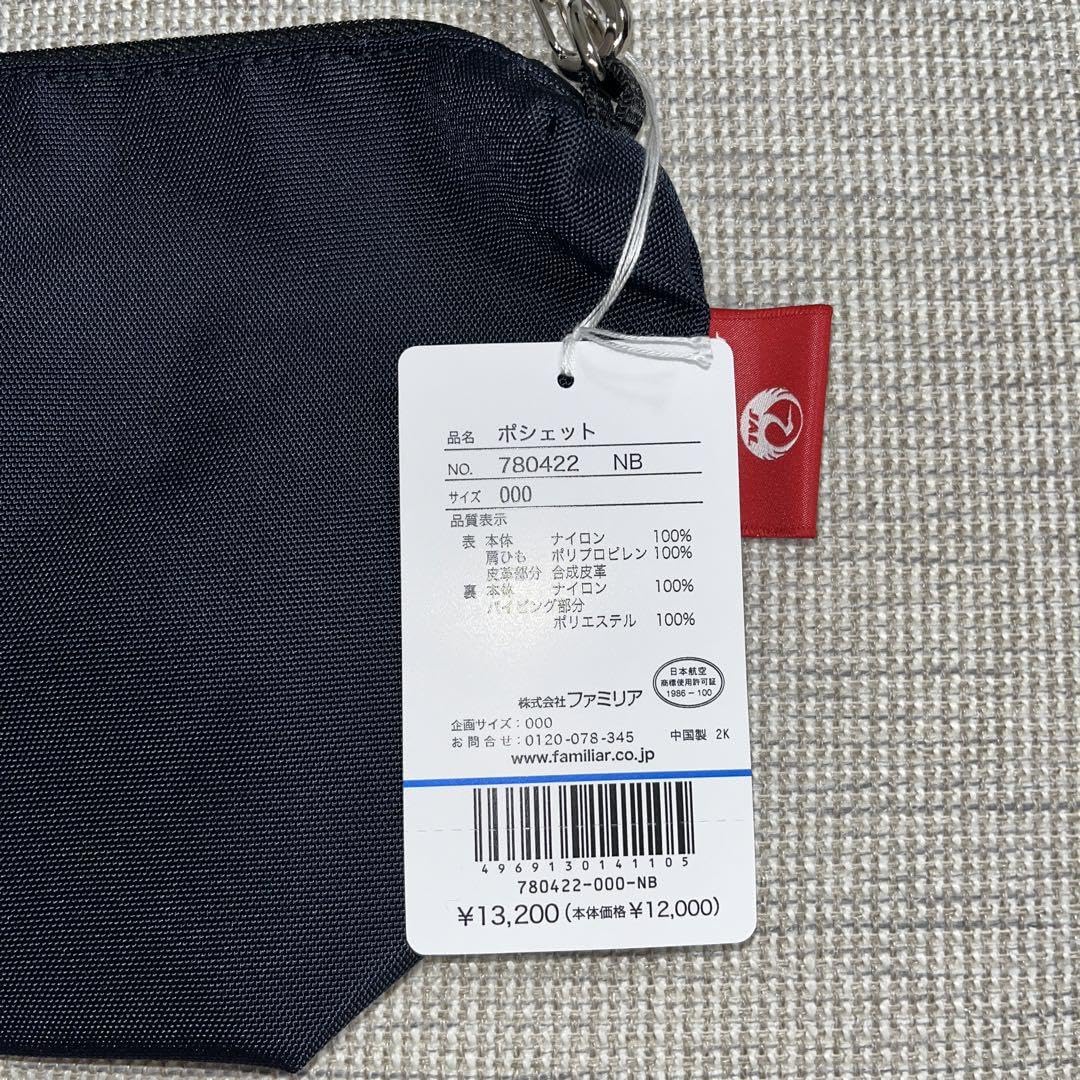 品名 ポシェット
NO. 780422 NB
サイズ 000
品質表示
表 本体 ナイロン 100%
肩ひも ポリプロピレン 100%
皮革部分 合成皮革
裏 本体 ナイロン 100%
パイピング部分
ポリエステル 100%
日本航空
商標使用許可証
1986-100
株式会社ファミリア
企画サイズ:000
お問合せ:0120-078-345 中国製 2K
www.familiar.co.jp
4969130141105
780422-000-NB
¥13,200(本体価格¥12,000)
JAL